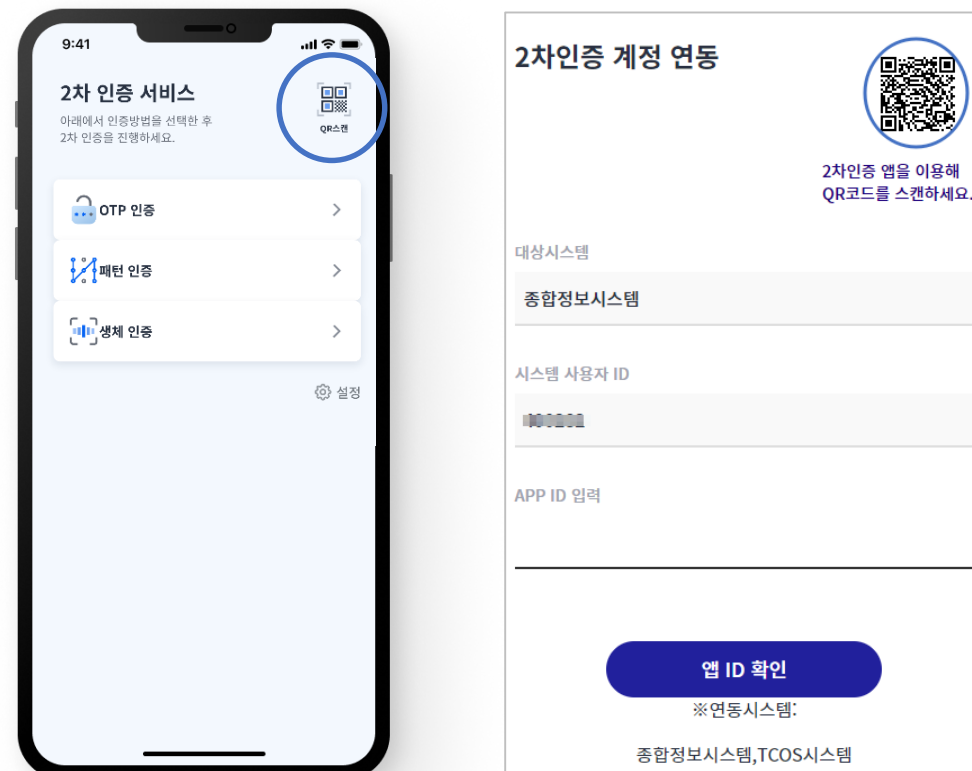 9:41
2차 인증 서비스
아래에서 인증방법을 선택한 후
2차 인증을 진행하세요.
QR스캔
OTP 인증
패턴 인증
생체 인증
설정
2차인증 계정 연동
2차인증 앱을 이용해
QR코드를 스캔하세요.
대상시스템
종합정보시스템
시스템 사용자 ID
APP ID 입력
앱 ID 확인
※연동시스템:
종합정보시스템,TCOS시스템